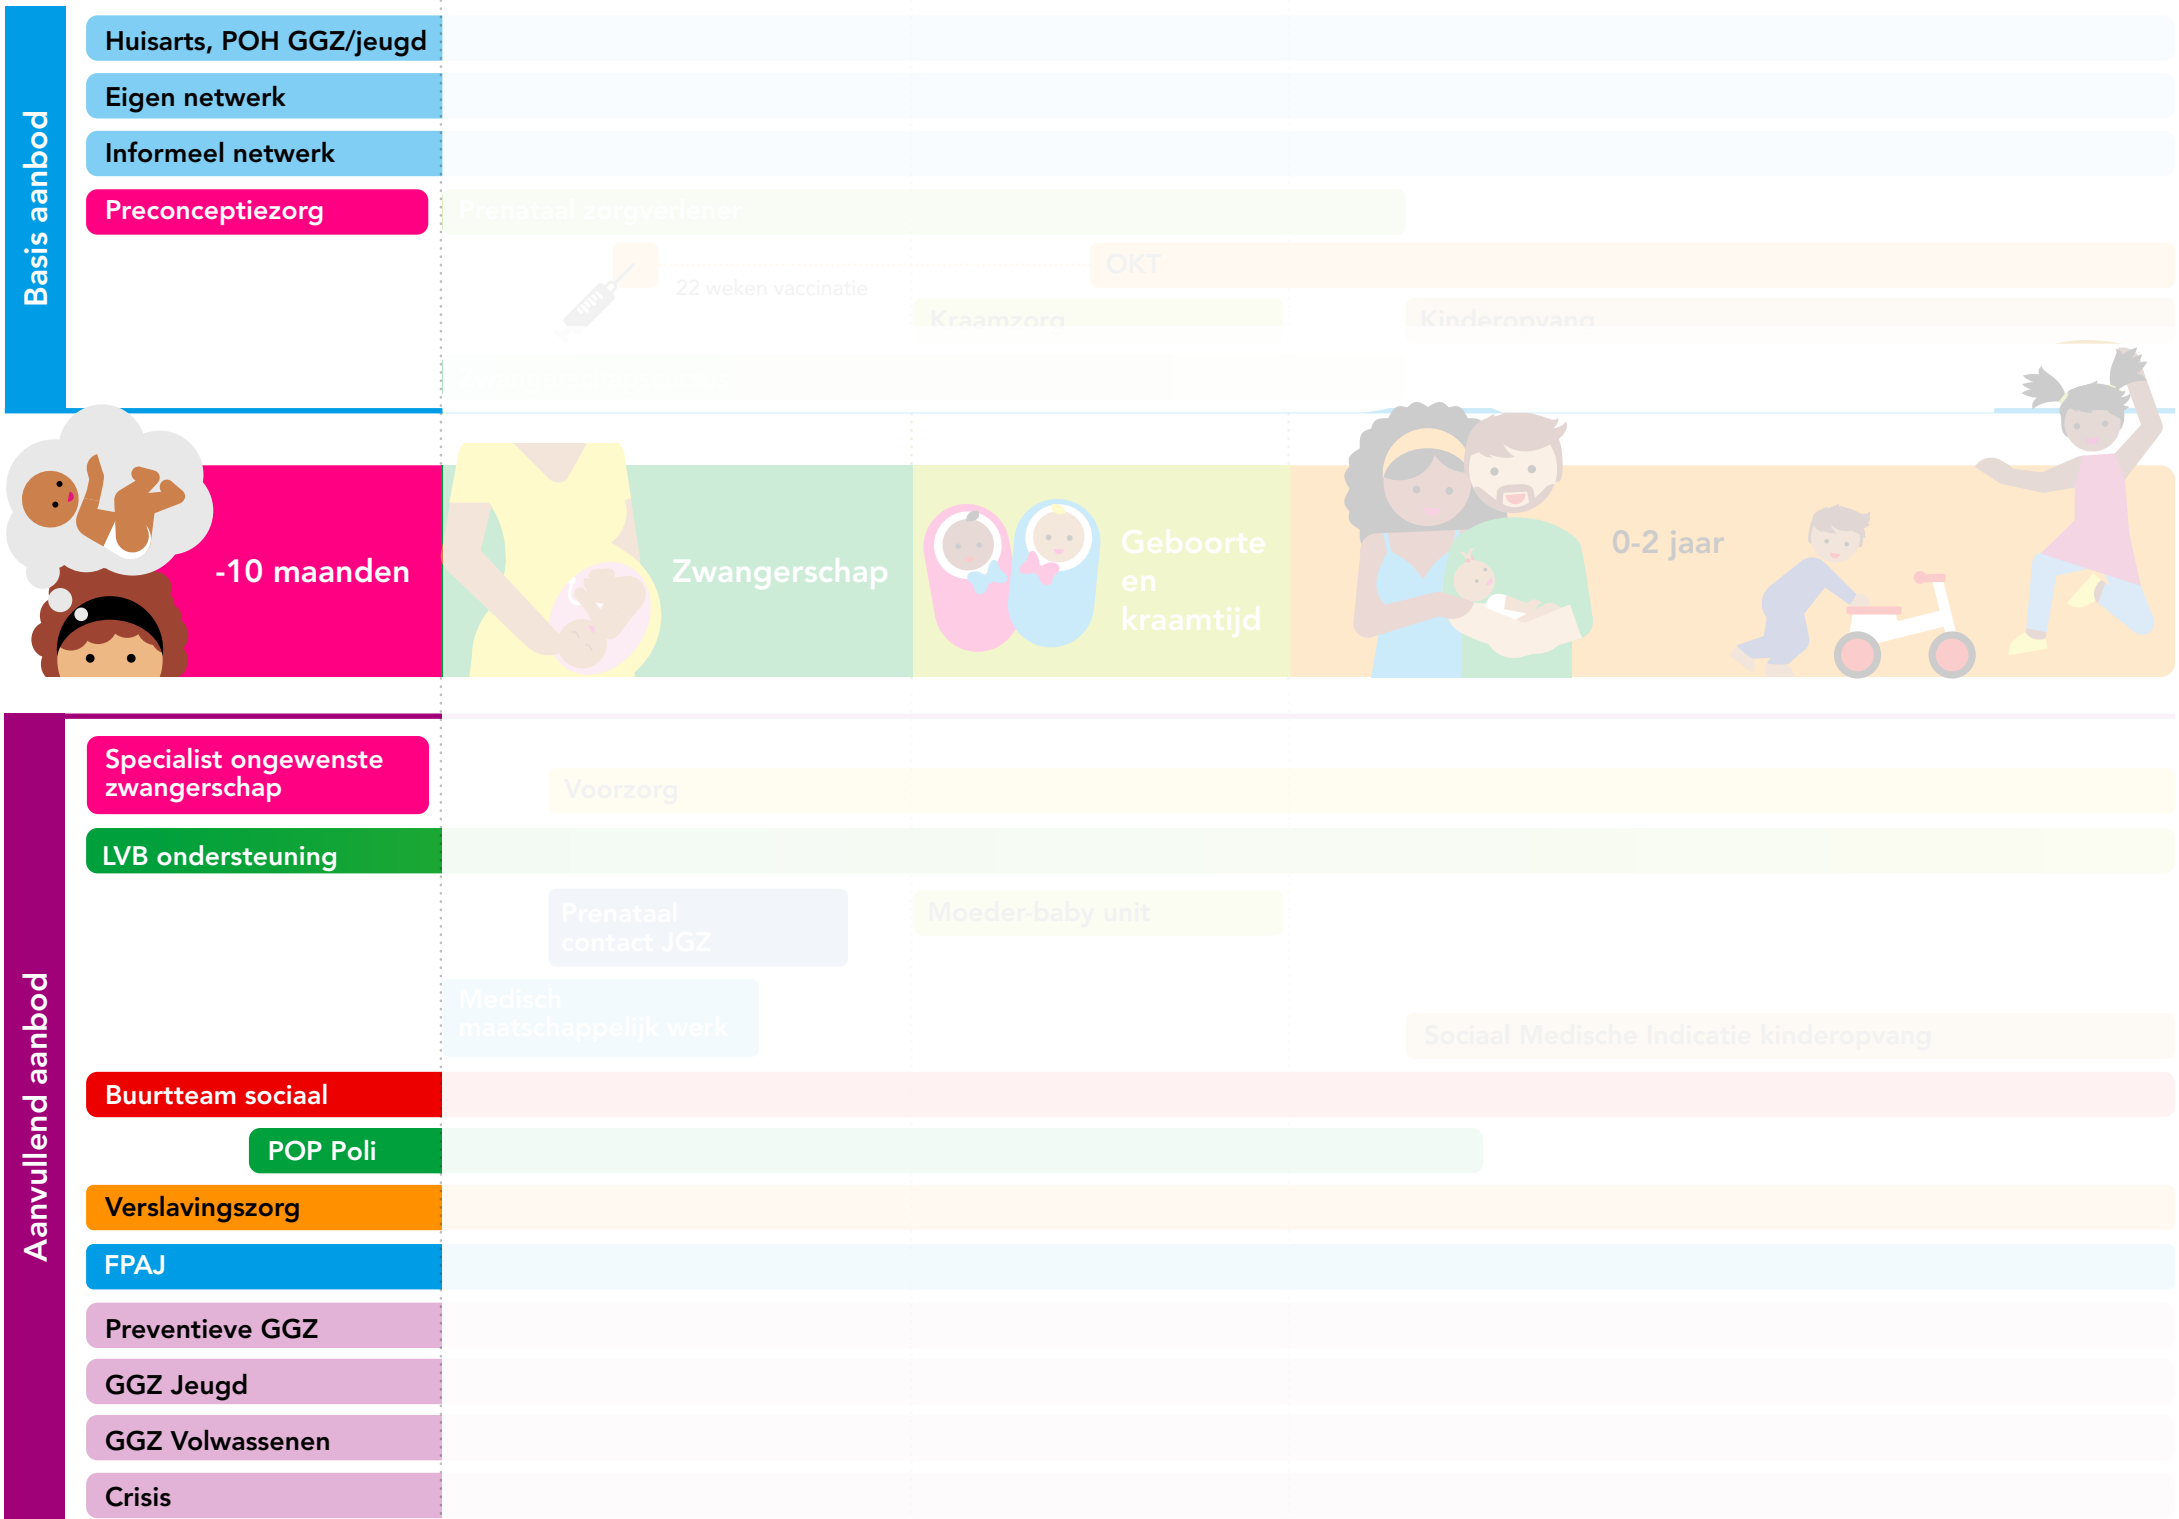 Basis aanbod
Huisarts, POH GGZ/jeugd
Eigen netwerk
Informeel netwerk
Preconceptiezorg
Prenataal zorgverlener
OKT
22 weken vaccinatie
Kraamzorg
Kinderopvang
-10 maanden
Zwangerschap
Geboorte
en
kraamtijd
0-2 jaar
Aanvullend aanbod
Specialist ongewenste
zwangerschap
Voorzorg
LVB ondersteuning
Prenataal
contact JGZ
Moeder-baby unit
Medisch
maatschappelijk werk
Sociaal Medische Indicatie kinderopvang
Buurtteam sociaal
POP Poli
Verslavingszorg
FPAJ
Preventieve GGZ
GGZ Jeugd
GGZ Volwassenen
Crisis